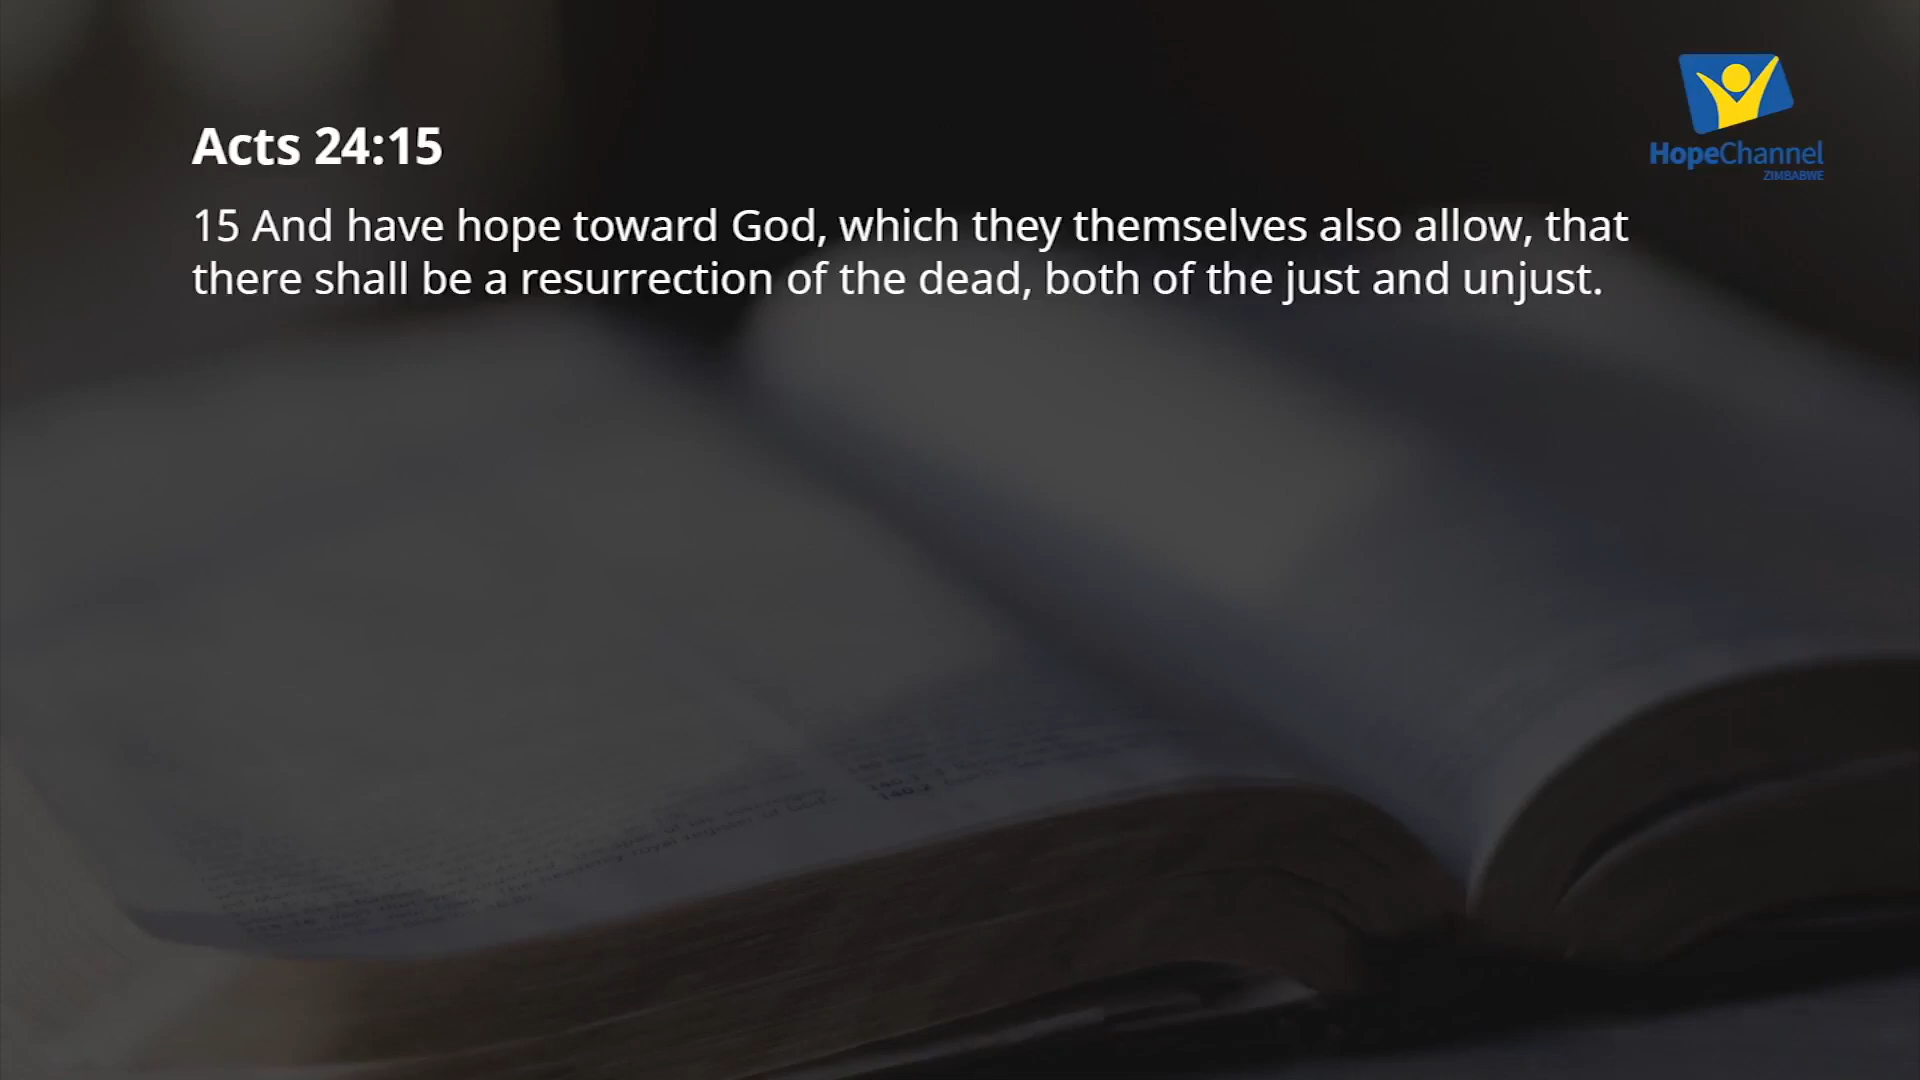 Acts 24:15
HopeChannel
ZIMBABWE
15 And have hope toward God, which they themselves also allow, that
there shall be a resurrection of the dead, both of the just and unjust.